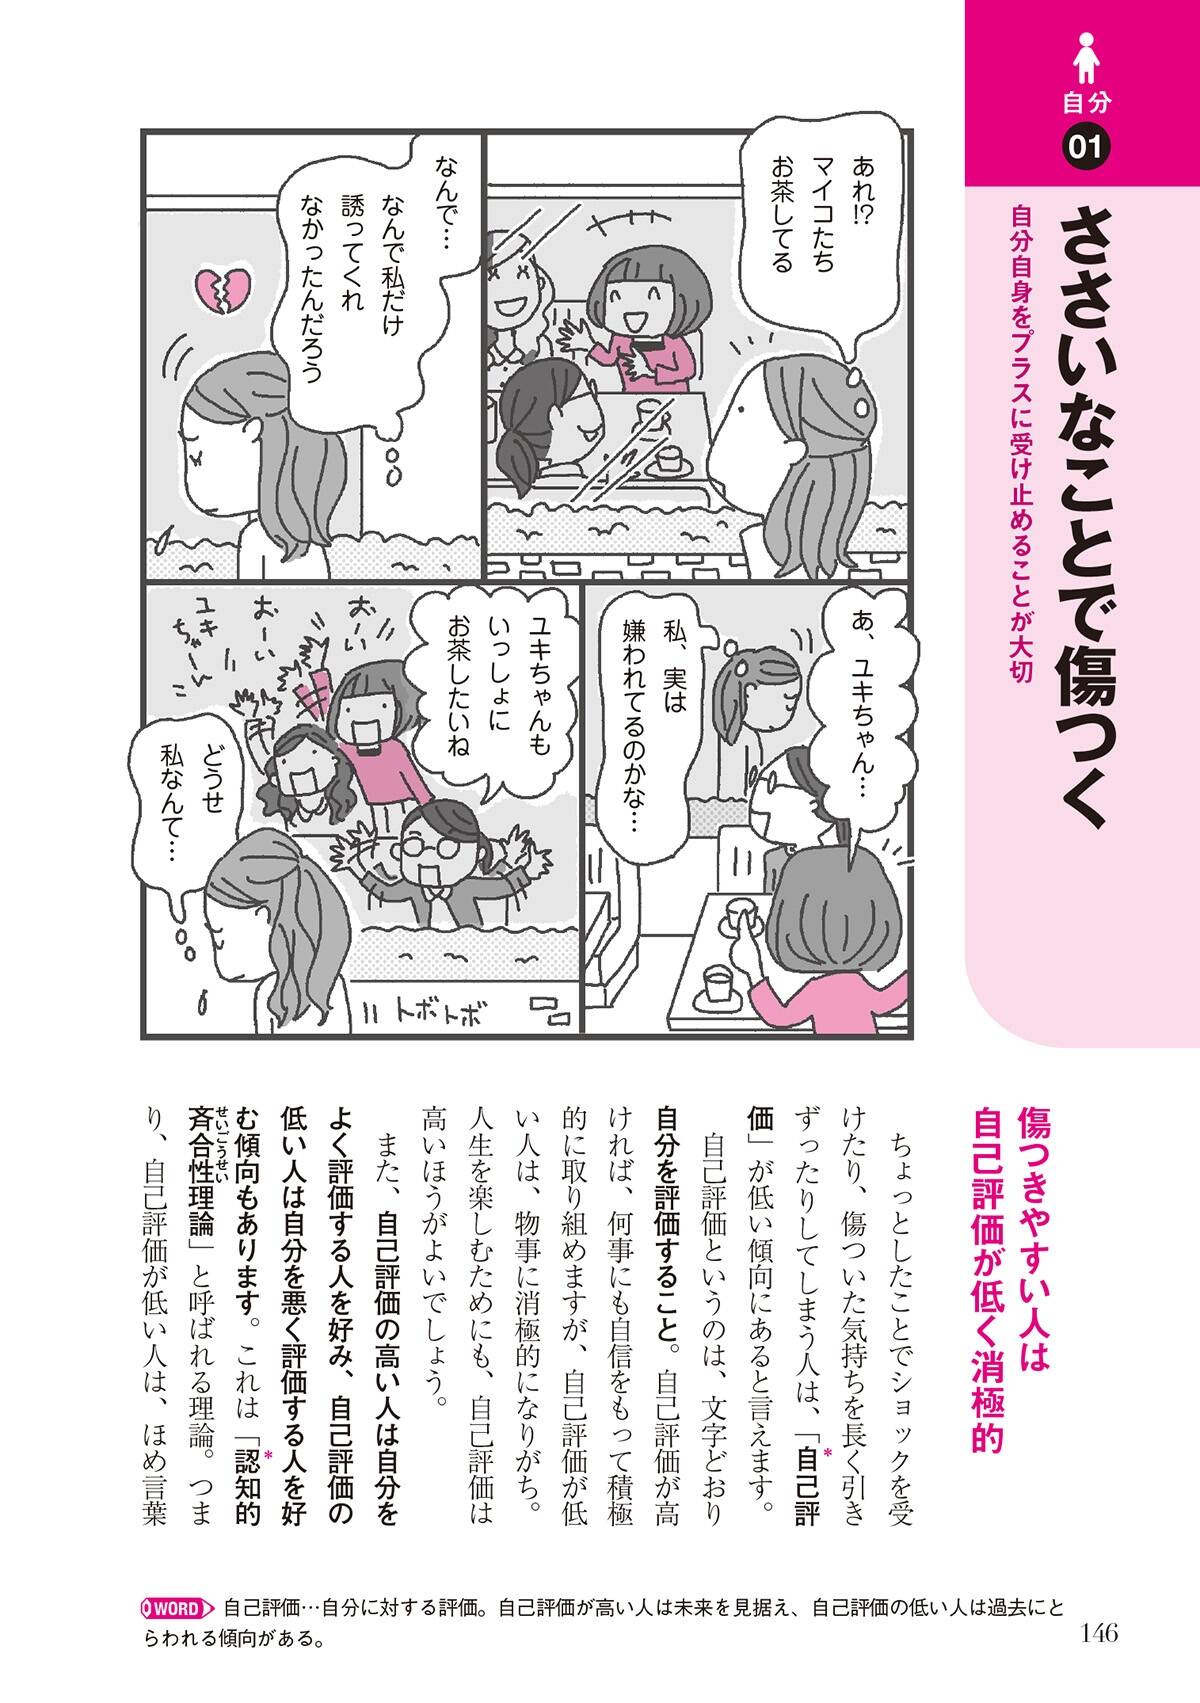 自分
01
ささいなことで傷つく
自分自身をプラスに受け止めることが大切
あれ!?
マイコたち
お茶してる
なんで…
なんで私だけ
誘ってくれ
なかったんだろう
あ、ユキちゃん…
私、実は
嫌われてるのかな…
ユキちゃんも
いっしょに
お茶したいね
おーい
おーい
ユキ
ちゃーん
どうせ
私なんて…
トボトボ
傷つきやすい人は
自己評価が低く消極的
ちょっとしたことでショックを受
けたり、傷ついた気持ちを長く引き
ずったりしてしまう人は、「自己評
価」が低い傾向にあると言えます。
自己評価というのは、文字どおり
自分を評価すること。自己評価が高
ければ、何事にも自信をもって積極
的に取り組めますが、自己評価が低
い人は、物事に消極的になりがち。
人生を楽しむためにも、自己評価は
高いほうがよいでしょう。
また、自己評価の高い人は自分を
よく評価する人を好み、自己評価の
低い人は自分を悪く評価する人を好
む傾向もあります。これは「認知的
斉合性理論」と呼ばれる理論。つま
せいごうせい
り、自己評価が低い人は、ほめ言葉
WORD 自己評価…自分に対する評価。自己評価が高い人は未来を見据え、自己評価の低い人は過去にと
らわれる傾向がある。
146